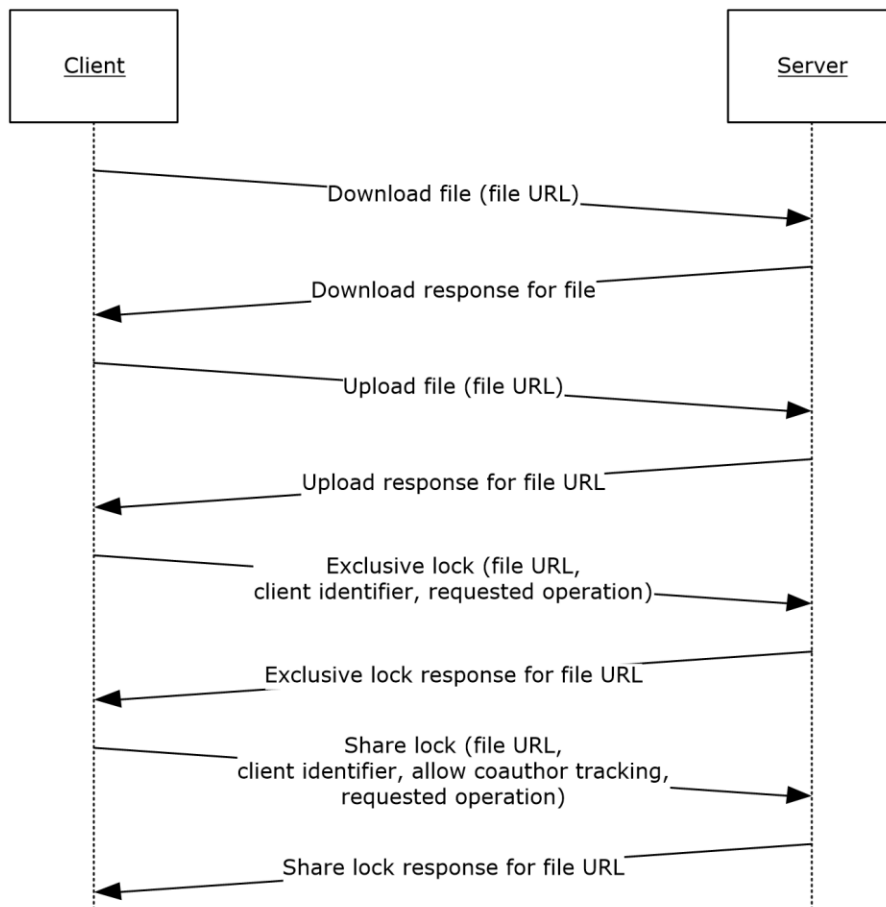 Client
Server
Download file (file URL)
Download response for file
Upload file (file URL)
Upload response for file URL
Exclusive lock (file URL,
client identifier, requested operation)
Exclusive lock response for file URL
Share lock (file URL,
client identifier, allow coauthor tracking,
requested operation)
Share lock response for file URL